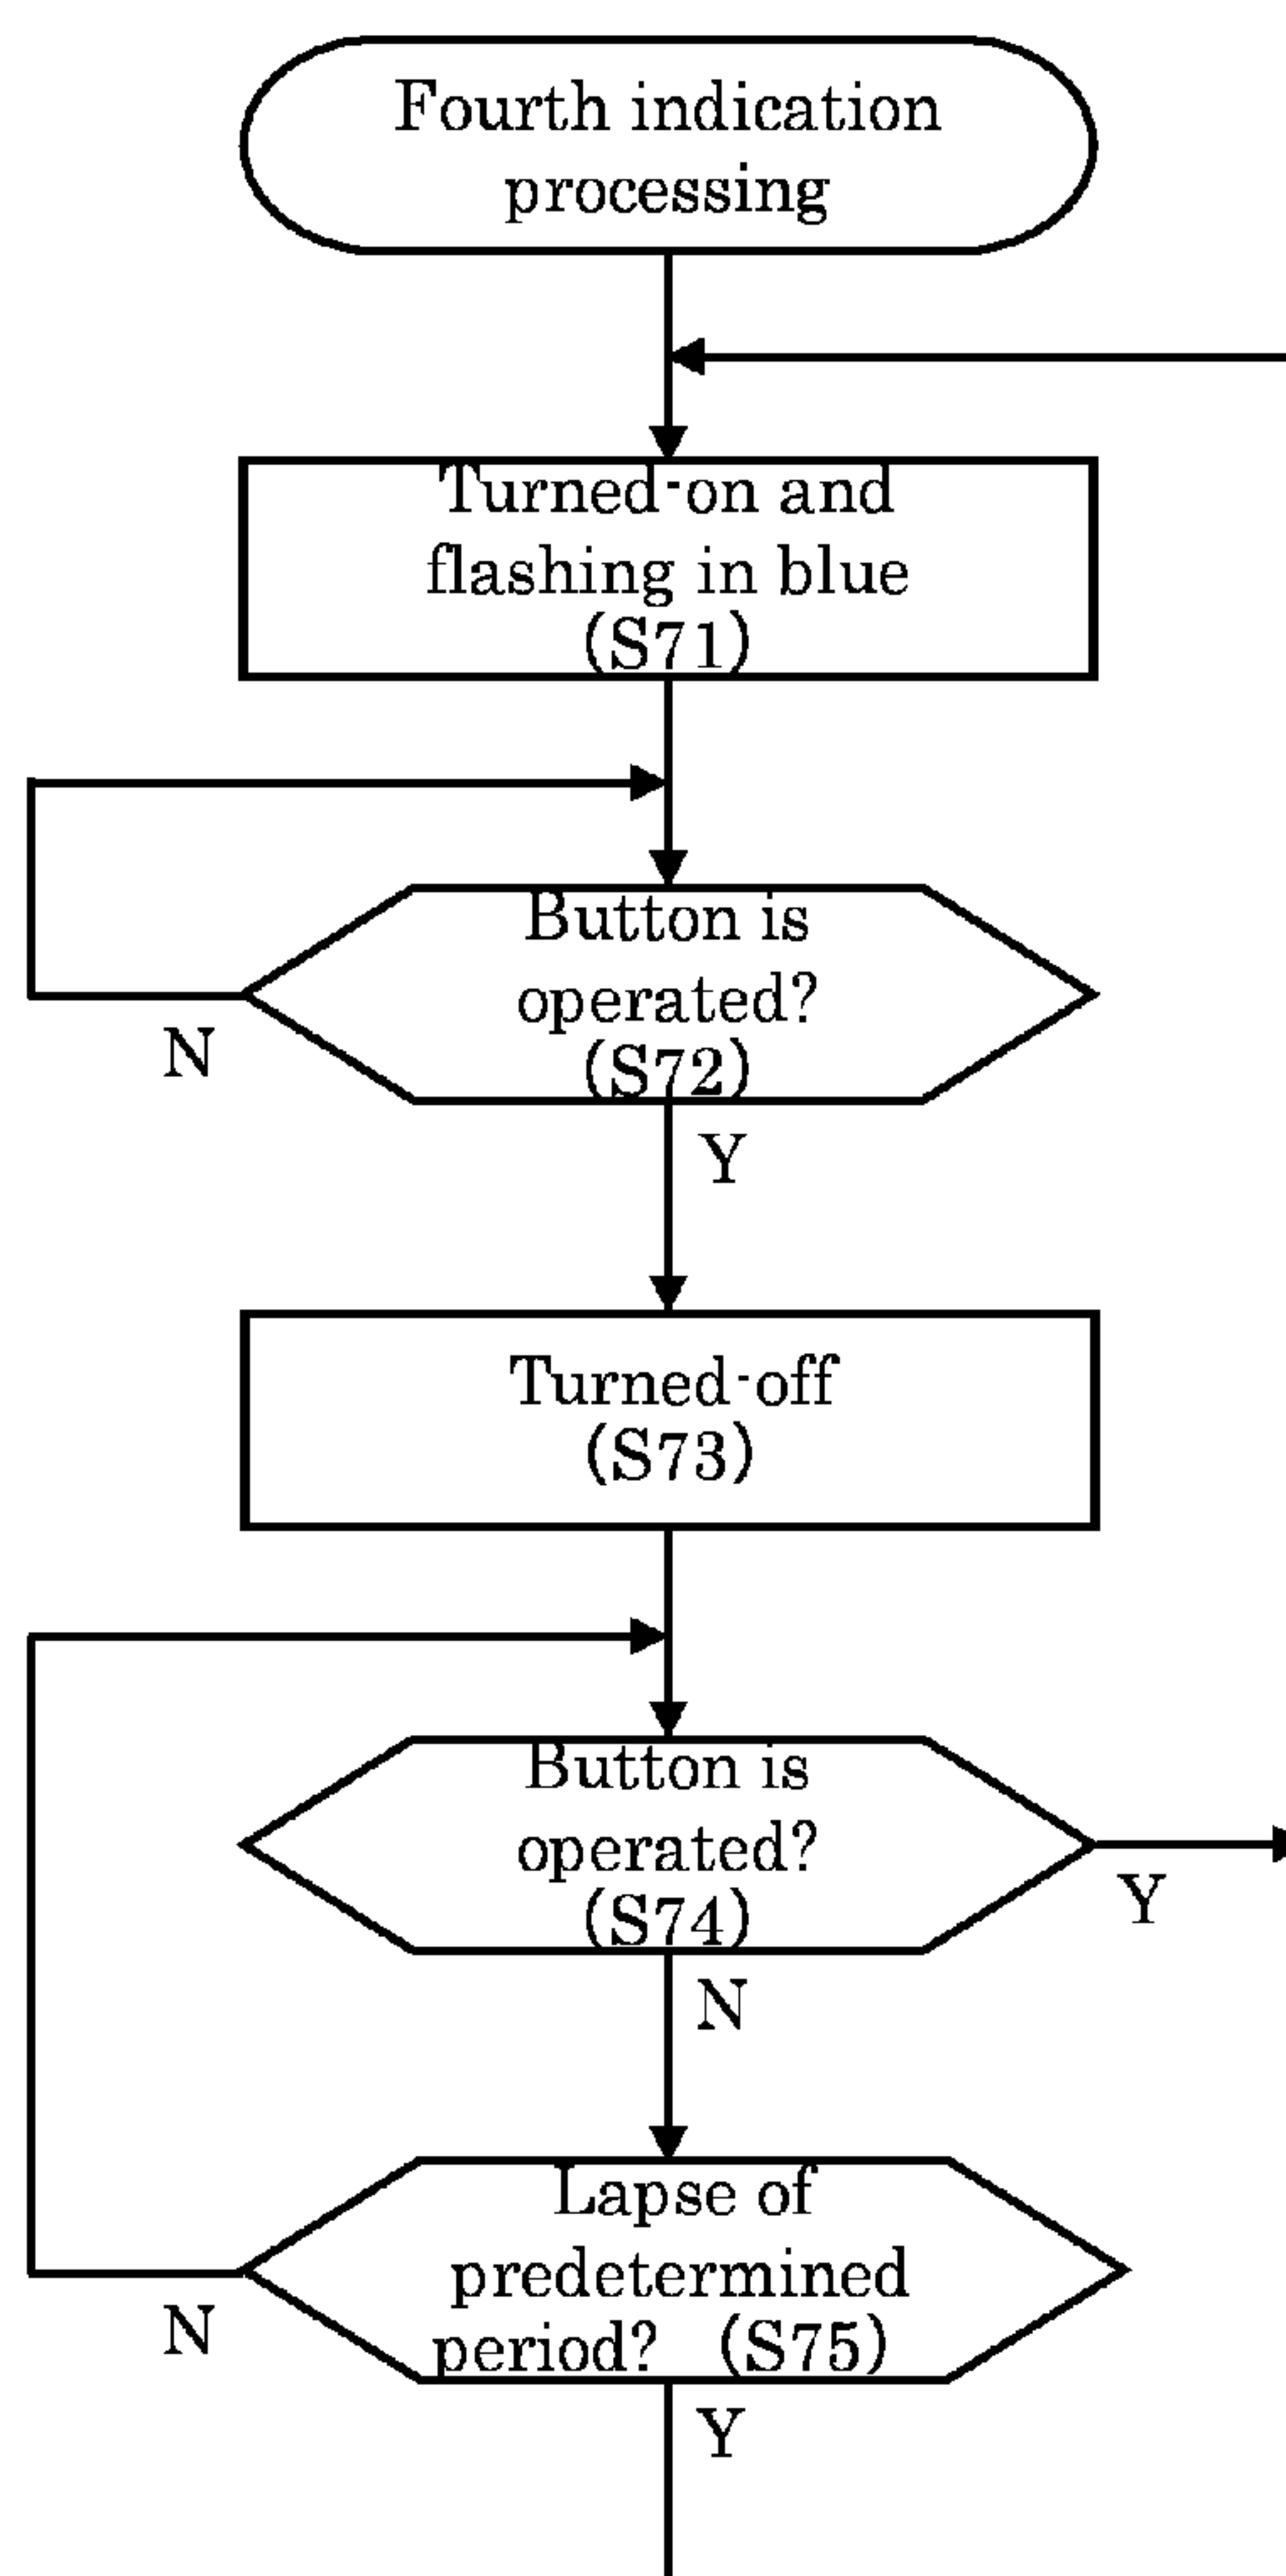 Fourth indication
processing
Turned-on and
flashing in blue
(S71)
Button is
operated?
(S72)
N
Y
Turned-off
(S73)
Button is
operated?
(S74)
Y
N
Lapse of
predetermined
period? (S75)
N
Y